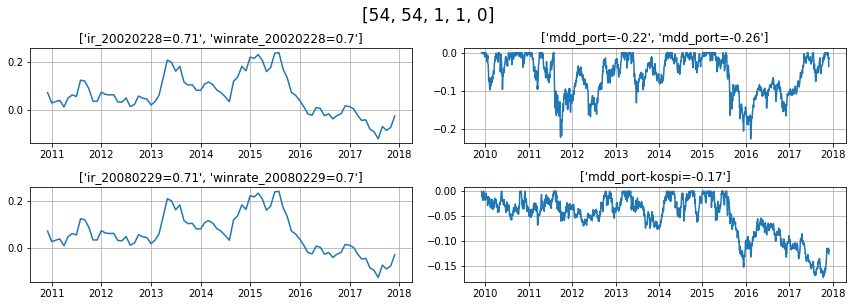 [54, 54, 1, 1, 0]
['ir_20020228=0.71', 'winrate_20020228=0.7']
0.2
0.0
2011 2012 2013 2014 2015 2016 2017 2018
['mdd_port=-0.22', 'mdd_port=-0.26']
0.0
−0.1
−0.2
2010 2011 2012 2013 2014 2015 2016 2017 2018
['ir_20080229=0.71', 'winrate_20080229=0.7']
0.2
0.0
2011 2012 2013 2014 2015 2016 2017 2018
['mdd_port-kospi=-0.17']
0.00
−0.05
−0.10
−0.15
2010 2011 2012 2013 2014 2015 2016 2017 2018